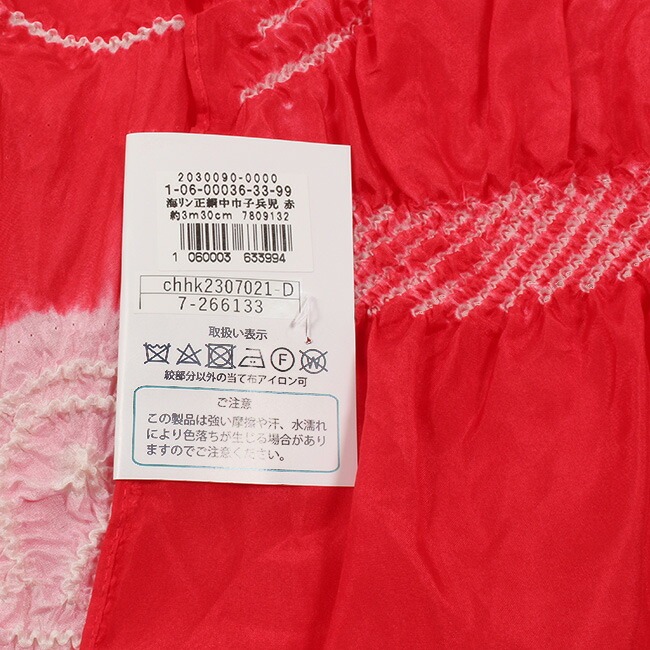 2030090-0000
1-06-00036-33-99
海リン正絹中巾子兵児 赤
約3m30cm 7809132
1 060003 633994
chhk2307021-D
7-266133
取扱い表示
絞部分以外の当て布アイロン可
ご注意
この製品は強い摩擦や汗、水濡れ
により色落ちが生じる場合があり
ますのでご注意ください。